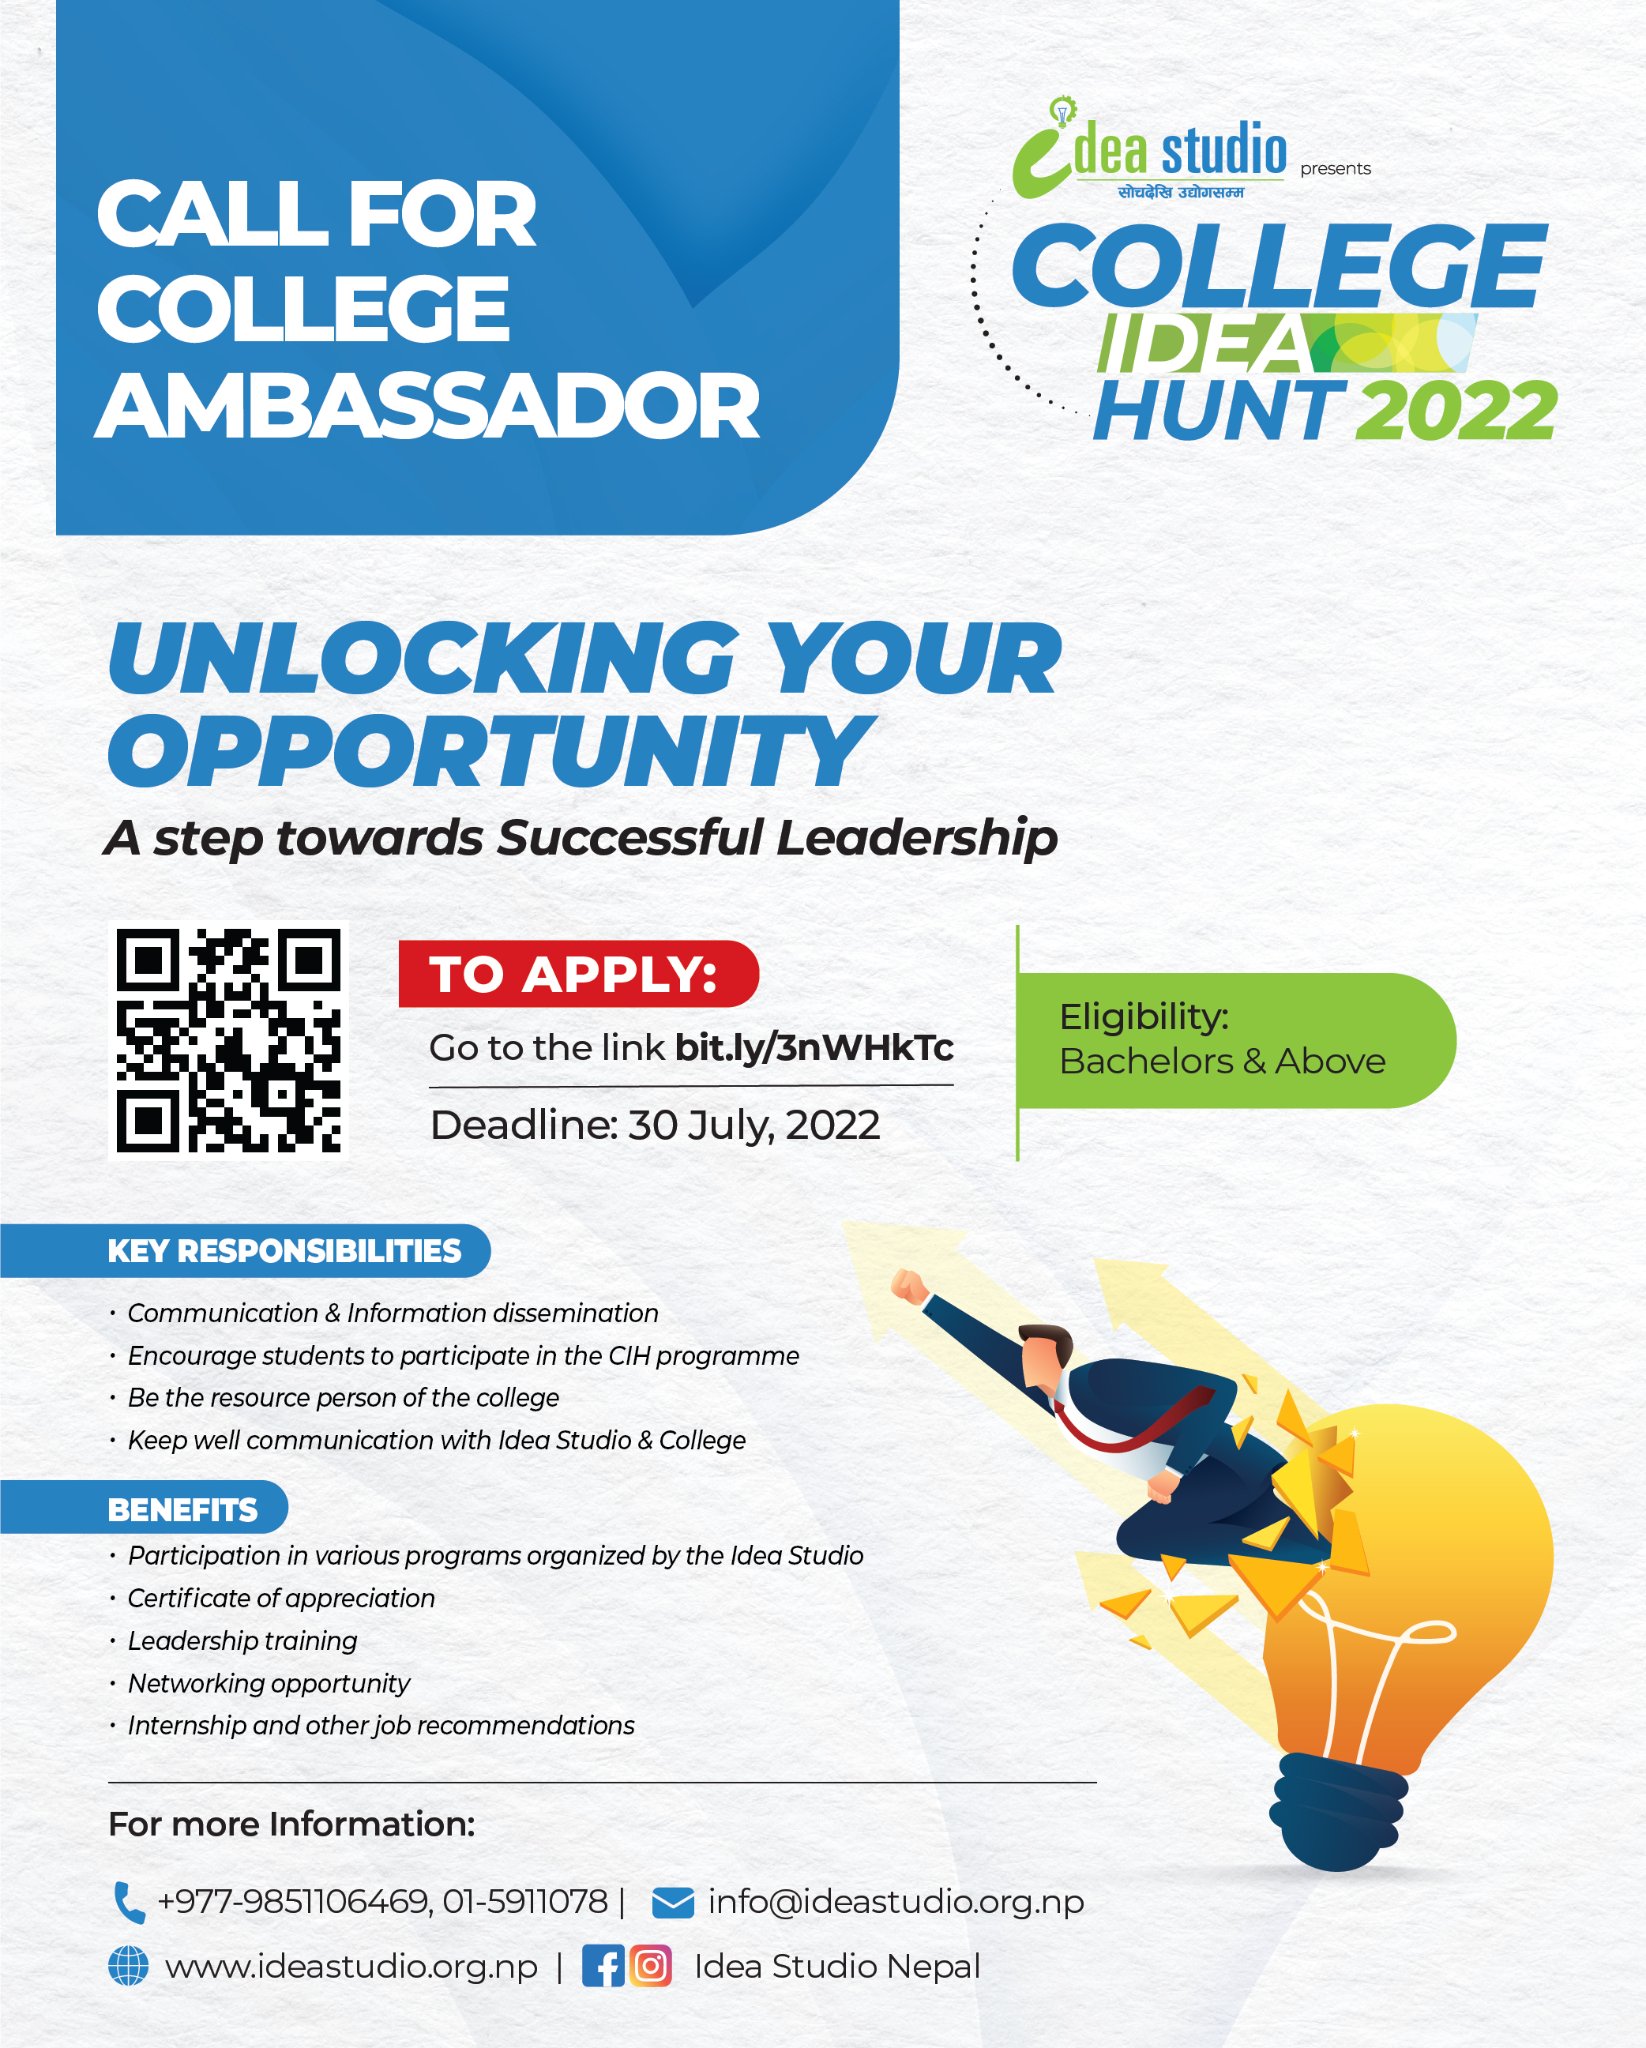 CALL FOR
COLLEGE
AMBASSADOR
idea studio
सोचदेखि उद्योगसम्म
presents
COLLEGE
IDEA
HUNT 2022
UNLOCKING YOUR
OPPORTUNITY
A step towards Successful Leadership
TO APPLY:
Go to the link bit.ly/3nWHkTc
Deadline: 30 July, 2022
Eligibility:
Bachelors & Above
KEY RESPONSIBILITIES
• Communication & Information dissemination
• Encourage students to participate in the CIH programme
• Be the resource person of the college
• Keep well communication with Idea Studio & College
BENEFITS
• Participation in various programs organized by the Idea Studio
• Certificate of appreciation
• Leadership training
• Networking opportunity
• Internship and other job recommendations
For more Information:
+977-9851106469, 01-5911078 | info@ideastudio.org.np
www.ideastudio.org.np | Idea Studio Nepal